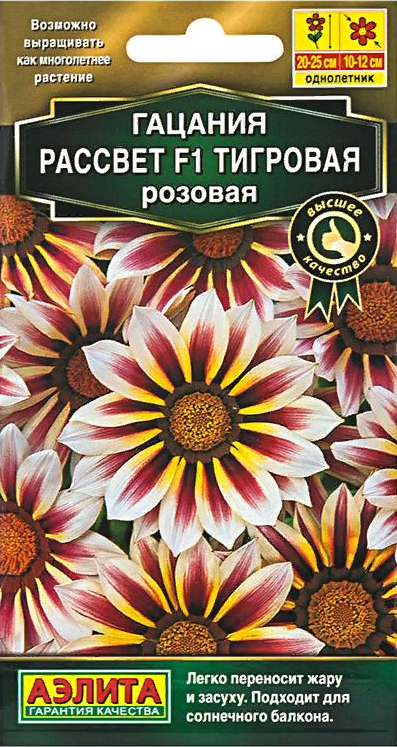 Возможно
выращивать
как многолетнее
растение
20-25 см
10-12 см
однолетник
ГАЦАНИЯ
РАССВЕТ F1 ТИГРОВАЯ
розовая
высшее
качество
АЭЛИТА
ГАРАНТИЯ КАЧЕСТВА
Легко переносит жару
и засуху. Подходит для
солнечного балкона.